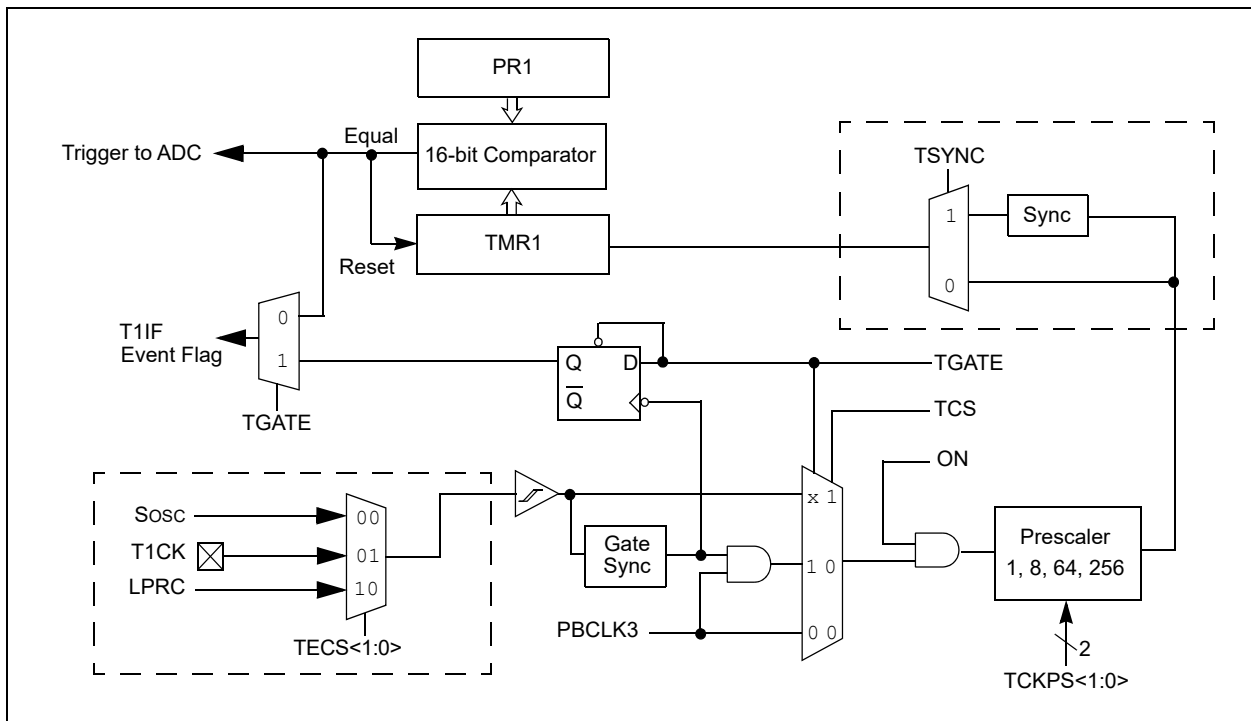 PR1
Equal
Trigger to ADC
16-bit Comparator
TSYNC
1
Sync
TMR1
Reset
0
T1IF
Event Flag
0
1
Q
D
Q̅
TGATE
TGATE
TCS
ON
x 1
Sosc
00
T1CK
01
LPRC
10
Gate
Sync
1 0
Prescaler
1, 8, 64, 256
PBCLK3
0 0
TECS<1:0>
2
TCKPS<1:0>